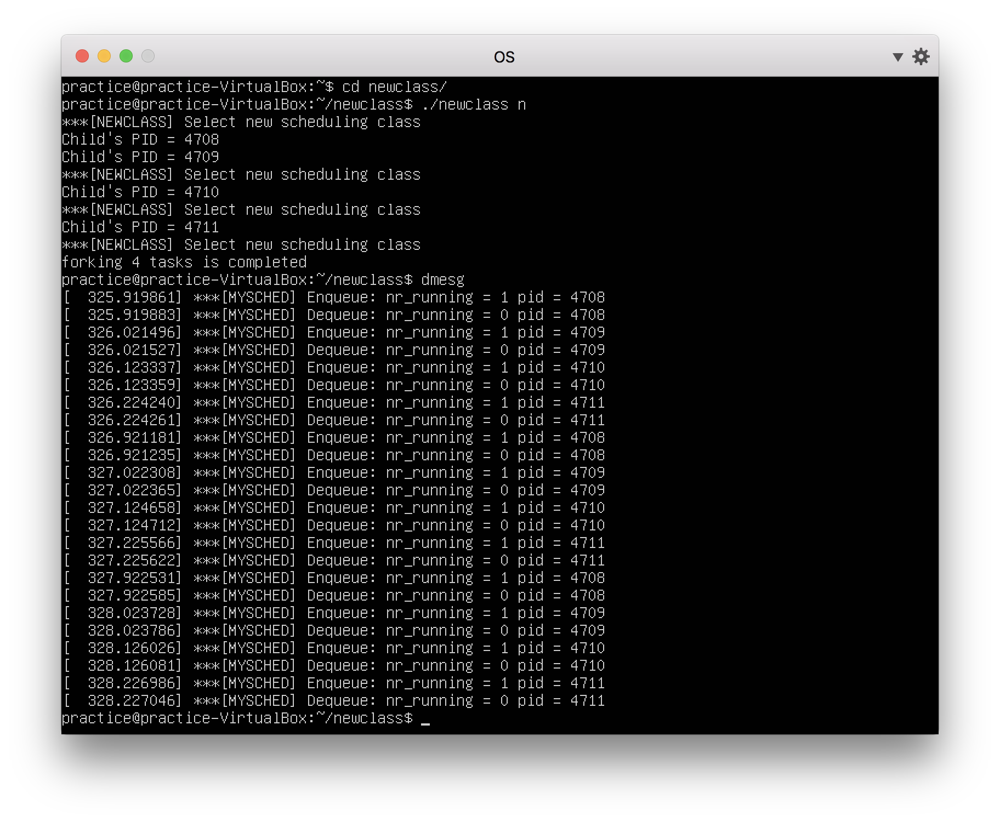 OS
practice@practice-VirtualBox:~$ cd newclass/
practice@practice-VirtualBox:~/newclass$ ./newclass n
***[NEWCLASS] Select new scheduling class
Child's PID = 4708
Child's PID = 4709
***[NEWCLASS] Select new scheduling class
Child's PID = 4710
***[NEWCLASS] Select new scheduling class
Child's PID = 4711
***[NEWCLASS] Select new scheduling class
forking 4 tasks is completed
practice@practice-VirtualBox:~/newclass$ dmesg
[  325.919861] ***[MYSCHED] Enqueue: nr_running = 1 pid = 4708
[  325.919883] ***[MYSCHED] Dequeue: nr_running = 0 pid = 4708
[  326.021496] ***[MYSCHED] Enqueue: nr_running = 1 pid = 4709
[  326.021527] ***[MYSCHED] Dequeue: nr_running = 0 pid = 4709
[  326.123337] ***[MYSCHED] Enqueue: nr_running = 1 pid = 4710
[  326.123359] ***[MYSCHED] Dequeue: nr_running = 0 pid = 4710
[  326.224240] ***[MYSCHED] Enqueue: nr_running = 1 pid = 4711
[  326.224261] ***[MYSCHED] Dequeue: nr_running = 0 pid = 4711
[  326.921181] ***[MYSCHED] Enqueue: nr_running = 1 pid = 4708
[  326.921235] ***[MYSCHED] Dequeue: nr_running = 0 pid = 4708
[  327.022308] ***[MYSCHED] Enqueue: nr_running = 1 pid = 4709
[  327.022365] ***[MYSCHED] Dequeue: nr_running = 0 pid = 4709
[  327.124658] ***[MYSCHED] Enqueue: nr_running = 1 pid = 4710
[  327.124712] ***[MYSCHED] Dequeue: nr_running = 0 pid = 4710
[  327.225566] ***[MYSCHED] Enqueue: nr_running = 1 pid = 4711
[  327.225622] ***[MYSCHED] Dequeue: nr_running = 0 pid = 4711
[  327.922531] ***[MYSCHED] Enqueue: nr_running = 1 pid = 4708
[  327.922585] ***[MYSCHED] Dequeue: nr_running = 0 pid = 4708
[  328.023728] ***[MYSCHED] Enqueue: nr_running = 1 pid = 4709
[  328.023786] ***[MYSCHED] Dequeue: nr_running = 0 pid = 4709
[  328.126026] ***[MYSCHED] Enqueue: nr_running = 1 pid = 4710
[  328.126081] ***[MYSCHED] Dequeue: nr_running = 0 pid = 4710
[  328.226986] ***[MYSCHED] Enqueue: nr_running = 1 pid = 4711
[  328.227046] ***[MYSCHED] Dequeue: nr_running = 0 pid = 4711
practice@practice-VirtualBox:~/newclass$ _